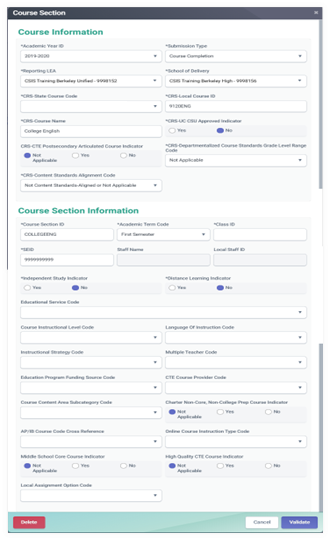 Course Section
×
Course Information
*Academic Year ID
*Submission Type
2019-2020
Course Completion
*Reporting LEA
*School of Delivery
CSIS Training Berkeley Unified - 9998152
CSIS Training Berkeley High - 9998156
*CRS-State Course Code
*CRS-Local Course ID
9120ENG
*CRS-Course Name
*CRS-UC CSU Approved Indicator
College English
Yes No
CRS-CTE Postsecondary Articulated Course Indicator
*CRS-Departmentalized Course Standards Grade Level Range Code
Not Applicable Yes No
Not Applicable
*CRS-Content Standards Alignment Code
Not Content Standards-Aligned or Not Applicable
Course Section Information
*Course Section ID
*Academic Term Code
*Class ID
COLLEGEENG
First Semester
*SEID
Staff Name
Local Staff ID
9999999999
*Independent Study Indicator
*Distance Learning Indicator
Yes No
Yes No
Educational Service Code
Course Instructional Level Code
Language Of Instruction Code
Instructional Strategy Code
Multiple Teacher Code
Education Program Funding Source Code
CTE Course Provider Code
Course Content Area Subcategory Code
Charter Non-Core, Non-College Prep Course Indicator
Not Applicable Yes No
AP/IB Course Code Cross Reference
Online Course Instruction Type Code
Middle School Core Course Indicator
High Quality CTE Course Indicator
Not Applicable Yes No
Not Applicable Yes No
Local Assignment Option Code
Delete
Cancel
Validate